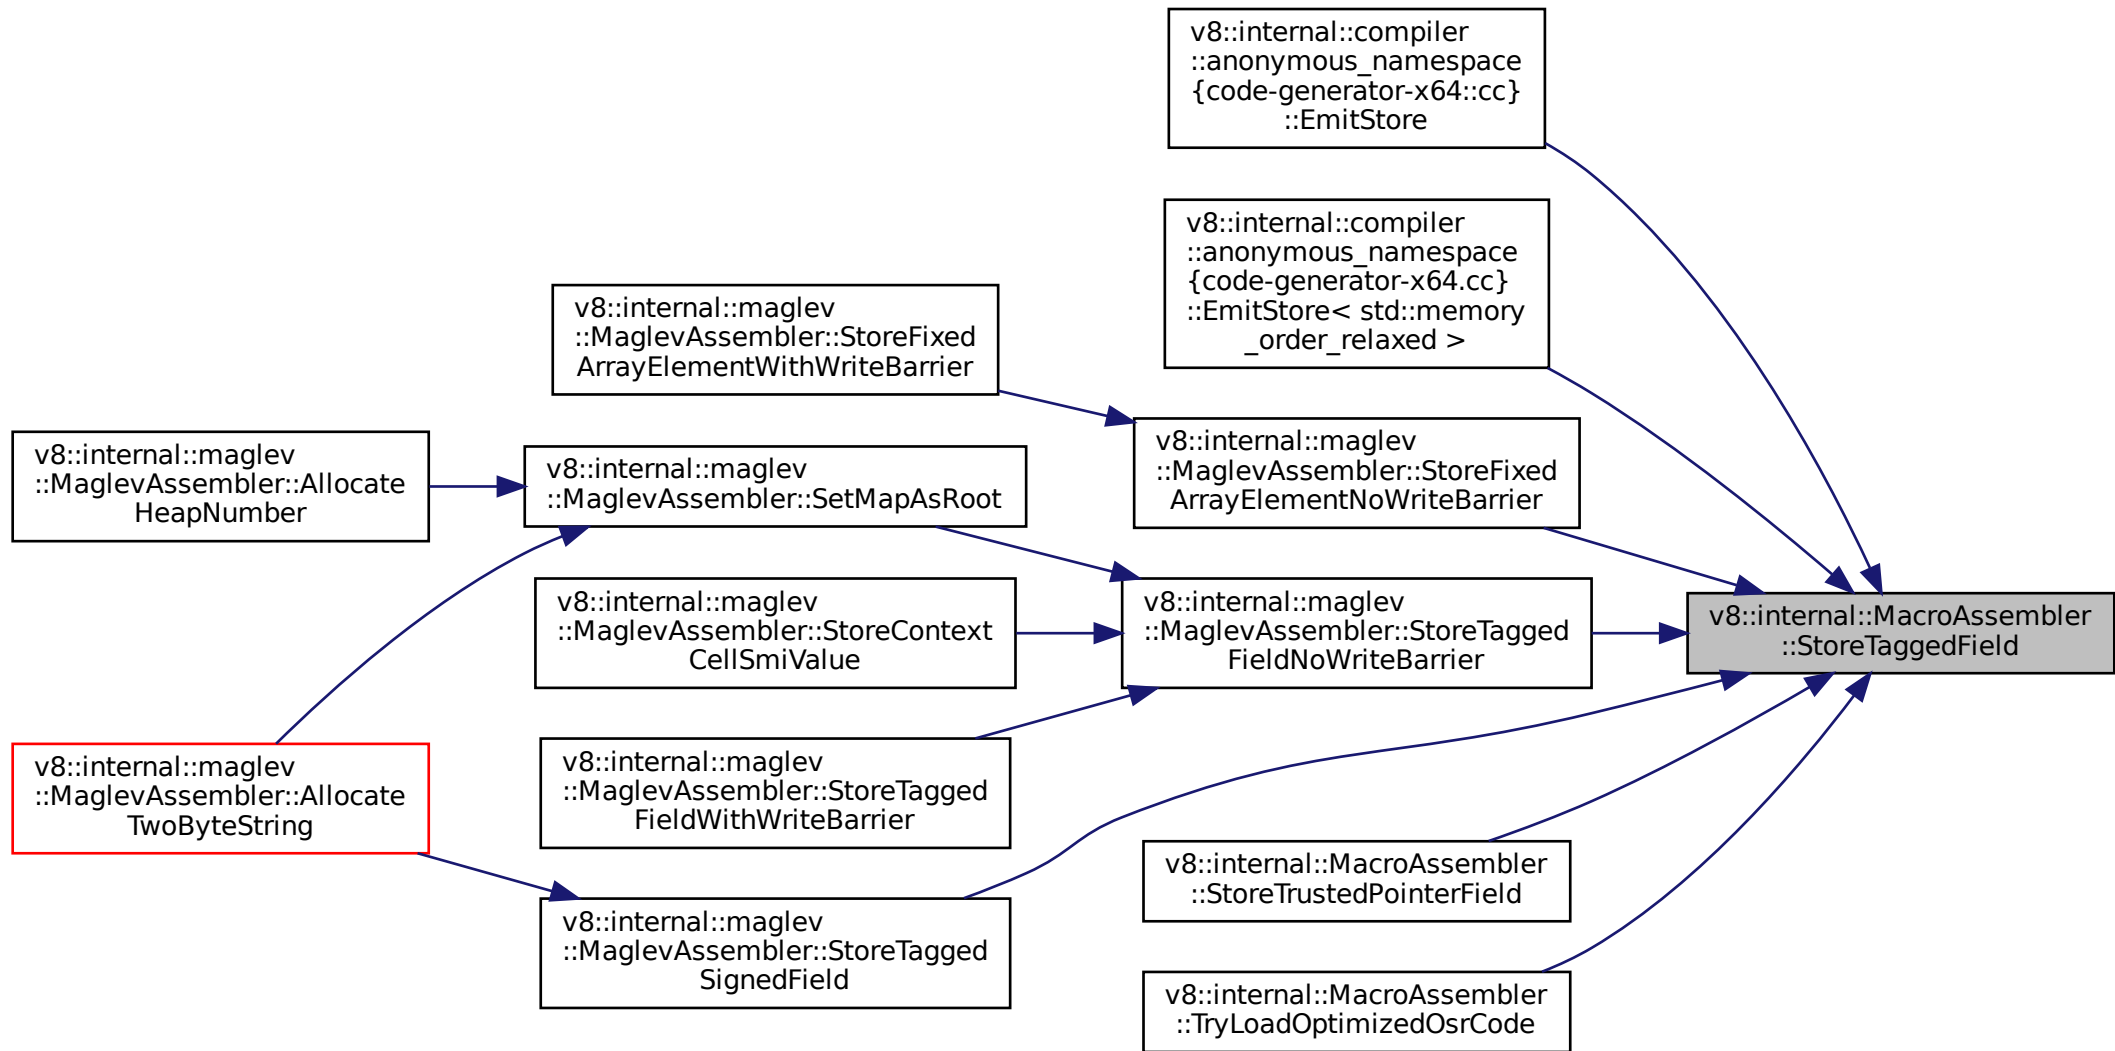 v8::internal::compiler
::anonymous_namespace
{code-generator-x64::cc}
::EmitStore
v8::internal::compiler
::anonymous_namespace
{code-generator-x64.cc}
::EmitStore< std::memory
_order_relaxed >
v8::internal::maglev
::MaglevAssembler::StoreFixed
ArrayElementWithWriteBarrier
v8::internal::maglev
::MaglevAssembler::StoreFixed
ArrayElementNoWriteBarrier
v8::internal::maglev
::MaglevAssembler::Allocate
HeapNumber
v8::internal::maglev
::MaglevAssembler::SetMapAsRoot
v8::internal::maglev
::MaglevAssembler::StoreContext
CellSmiValue
v8::internal::maglev
::MaglevAssembler::StoreTagged
FieldNoWriteBarrier
v8::internal::MacroAssembler
::StoreTaggedField
v8::internal::maglev
::MaglevAssembler::Allocate
TwoByteString
v8::internal::maglev
::MaglevAssembler::StoreTagged
FieldWithWriteBarrier
v8::internal::MacroAssembler
::StoreTrustedPointerField
v8::internal::maglev
::MaglevAssembler::StoreTagged
SignedField
v8::internal::MacroAssembler
::TryLoadOptimizedOsrCode